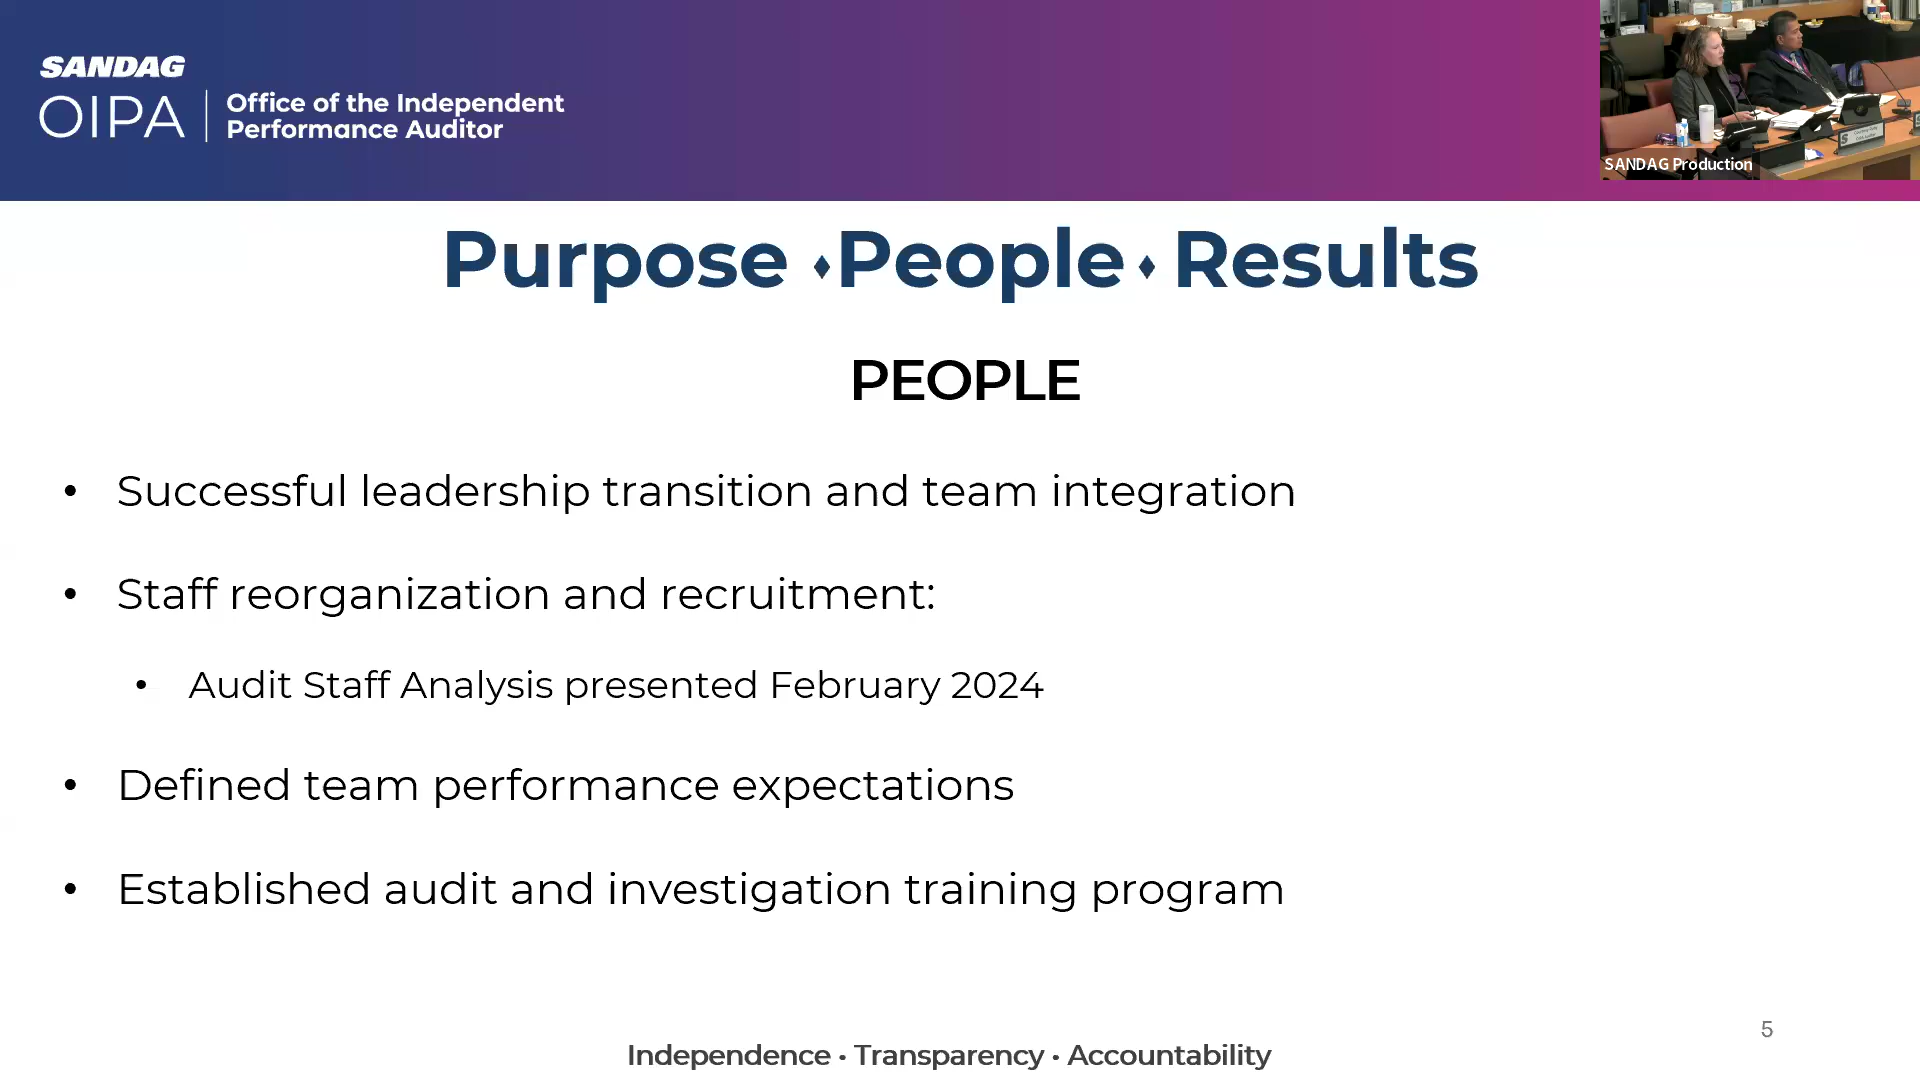 SANDAG
OIPA
Office of the Independent
Performance Auditor
SANDAG Production
Purpose ♦People♦ Results
PEOPLE
• Successful leadership transition and team integration
• Staff reorganization and recruitment:
• Audit Staff Analysis presented February 2024
• Defined team performance expectations
• Established audit and investigation training program
5
Independence • Transparency • Accountability